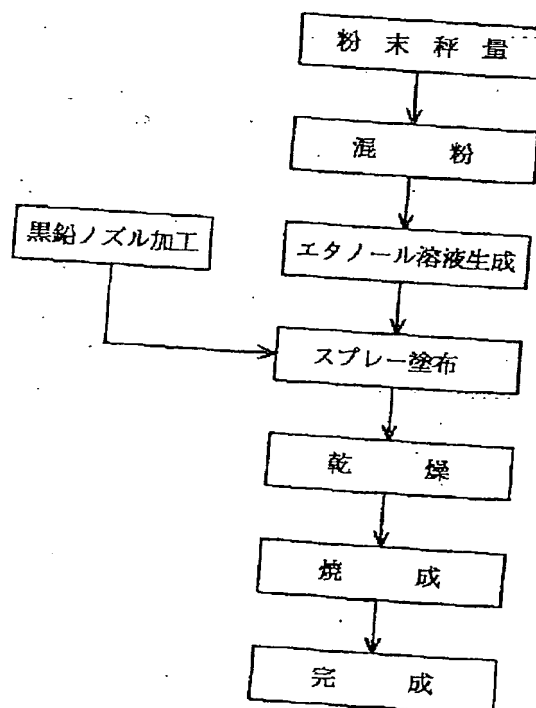 粉末秤量
混粉
黒鉛ノズル加工
エタノール溶液生成
スプレー塗布
乾燥
焼成
完成